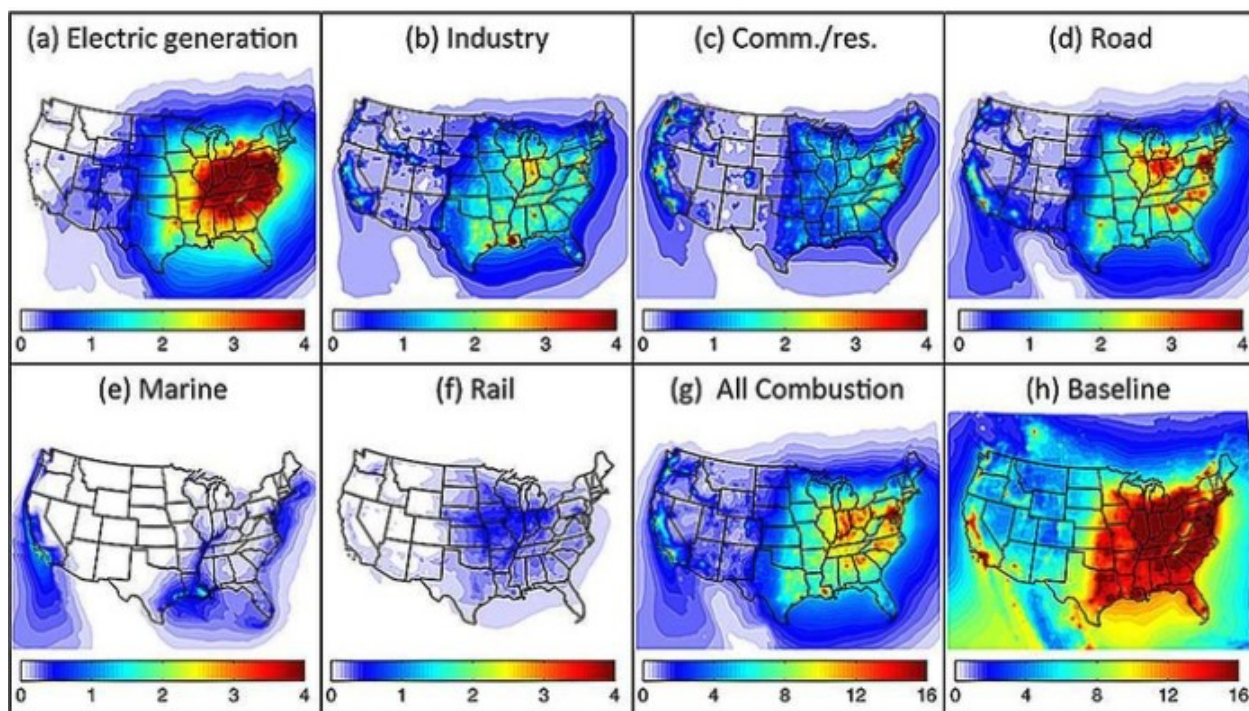 (a) Electric generation
(b) Industry
(c) Comm./res.
(d) Road
0 1 2 3 4
0 1 2 3 4
0 1 2 3 4
0 1 2 3 4
(e) Marine
(f) Rail
(g) All Combustion
(h) Baseline
0 1 2 3 4
0 1 2 3 4
0 4 8 12 16
0 4 8 12 16